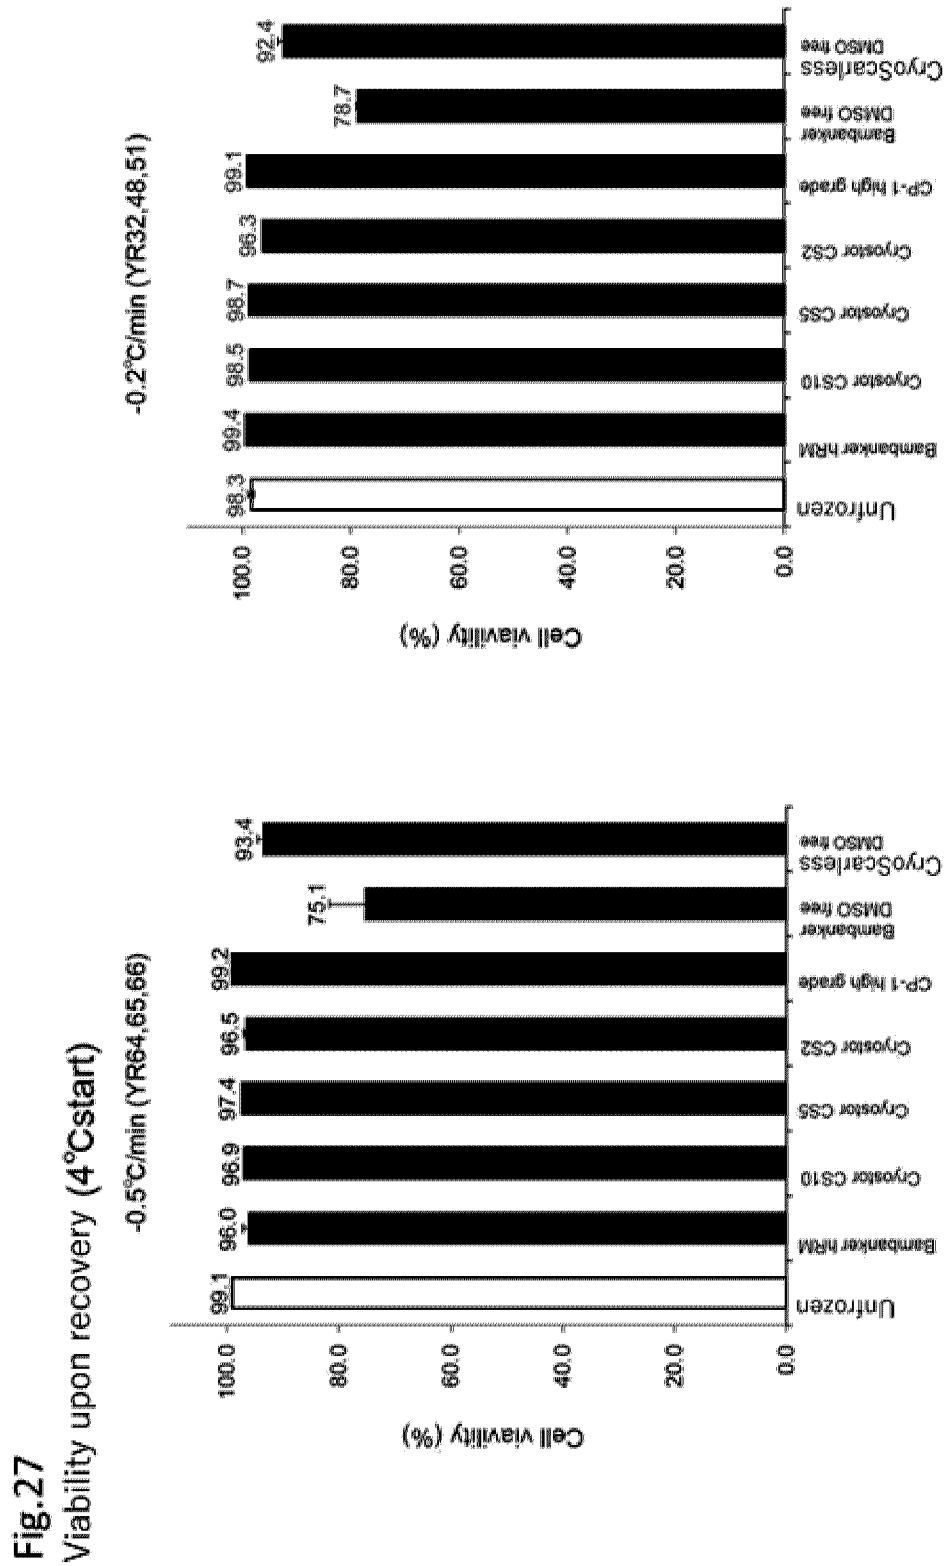 Fig.27
Viability upon recovery (4°Cstart)
-0.5°C/min (YR64,65,66)
Cell viavility (%)
100.0
80.0
60.0
40.0
20.0
0.0
99.1
96.0
96.9
97.4
96.5
99.2
75.1
93.4
Unfrozen
Bambanker hRM
Cryostor CS10
Cryostor CS5
Cryostor CS2
CP-1 high grade
Bambanker
DMSO free
CryoScarless
DMSO free
-0.2°C/min (YR32,48,51)
Cell viavility (%)
100.0
80.0
60.0
40.0
20.0
0.0
98.3
99.4
98.5
98.7
96.3
99.1
78.7
92.4
Unfrozen
Bambanker hRM
Cryostor CS10
Cryostor CS5
Cryostor CS2
CP-1 high grade
Bambanker
DMSO free
CryoScarless
DMSO free